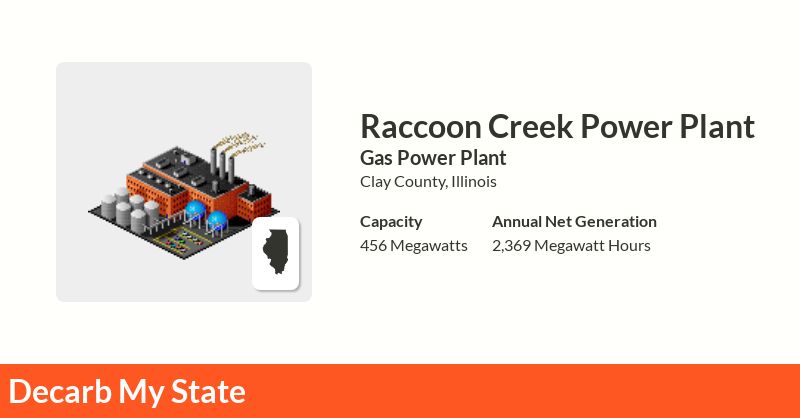 Raccoon Creek Power Plant
Gas Power Plant
Clay County, Illinois
Capacity
456 Megawatts
Annual Net Generation
2,369 Megawatt Hours
Decarb My State